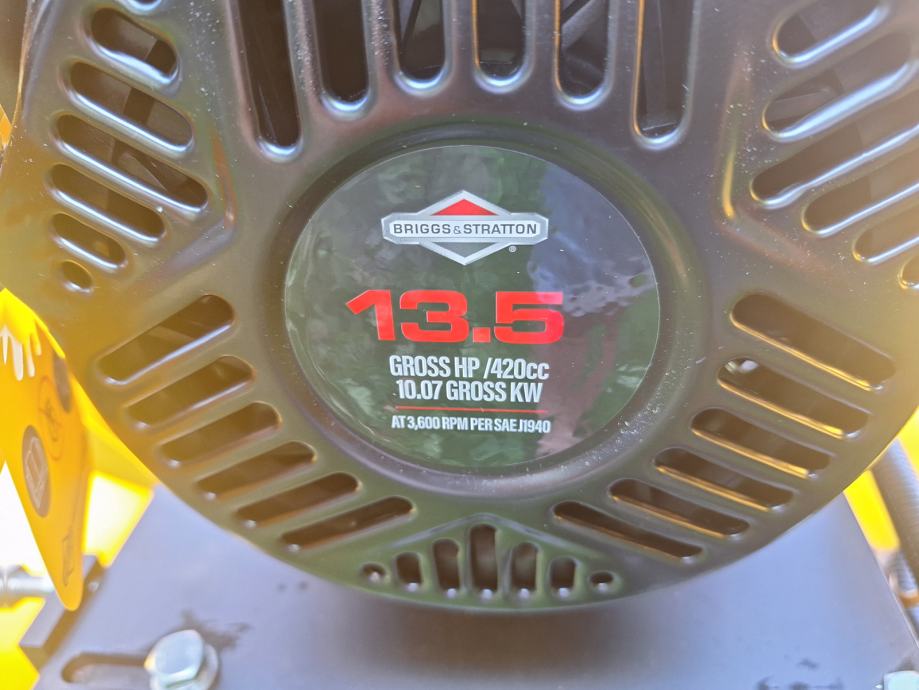 BRIGGS & STRATTON
®
13.5
GROSS HP /420cc
10.07 GROSS KW
AT 3,600 RPM PER SAE J1940